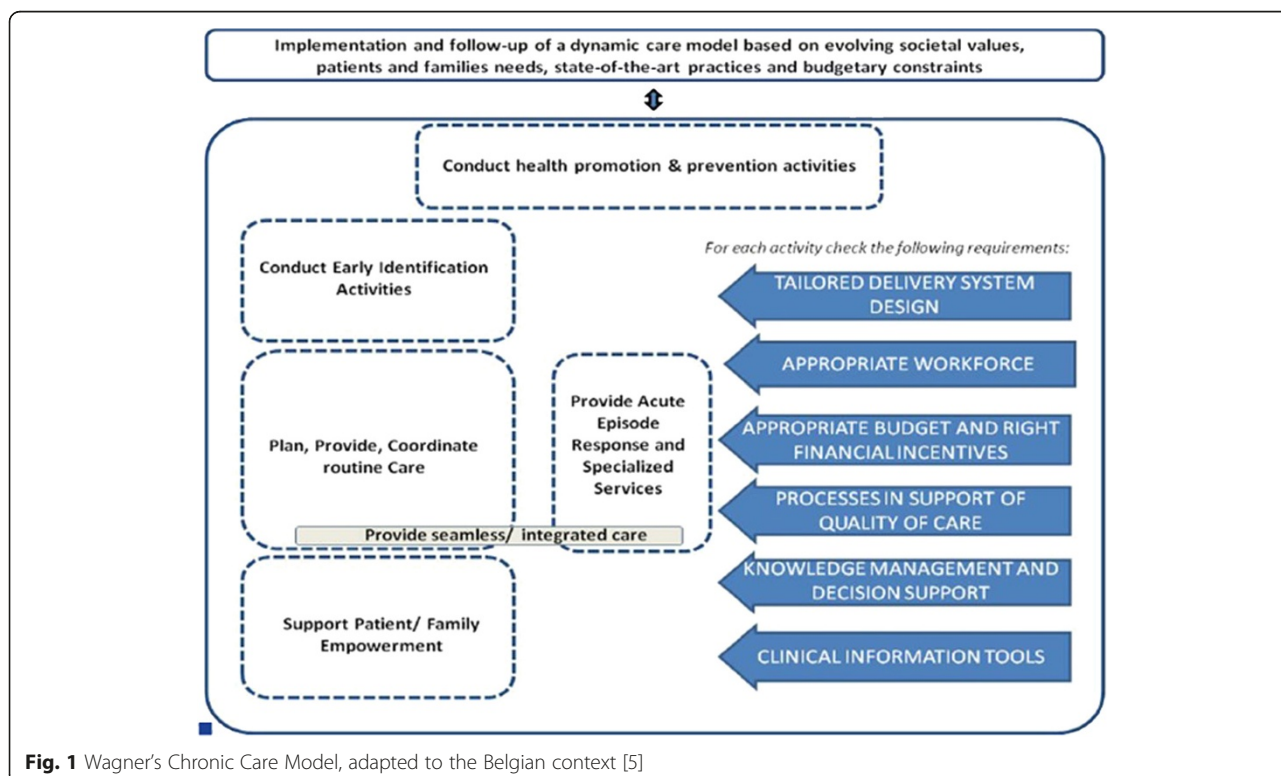 Implementation and follow-up of a dynamic care model based on evolving societal values,
patients and families needs, state-of-the-art practices and budgetary constraints
Conduct health promotion & prevention activities
Conduct Early Identification
Activities
For each activity check the following requirements:
TAILORED DELIVERY SYSTEM
DESIGN
APPROPRIATE WORKFORCE
Plan, Provide, Coordinate
routine Care
Provide Acute
Episode
Response and
Specialized
Services
APPROPRIATE BUDGET AND RIGHT
FINANCIAL INCENTIVES
PROCESSES IN SUPPORT OF
QUALITY OF CARE
Provide seamless/ integrated care
KNOWLEDGE MANAGEMENT AND
DECISION SUPPORT
Support Patient/ Family
Empowerment
CLINICAL INFORMATION TOOLS
Fig. 1 Wagner's Chronic Care Model, adapted to the Belgian context [5]